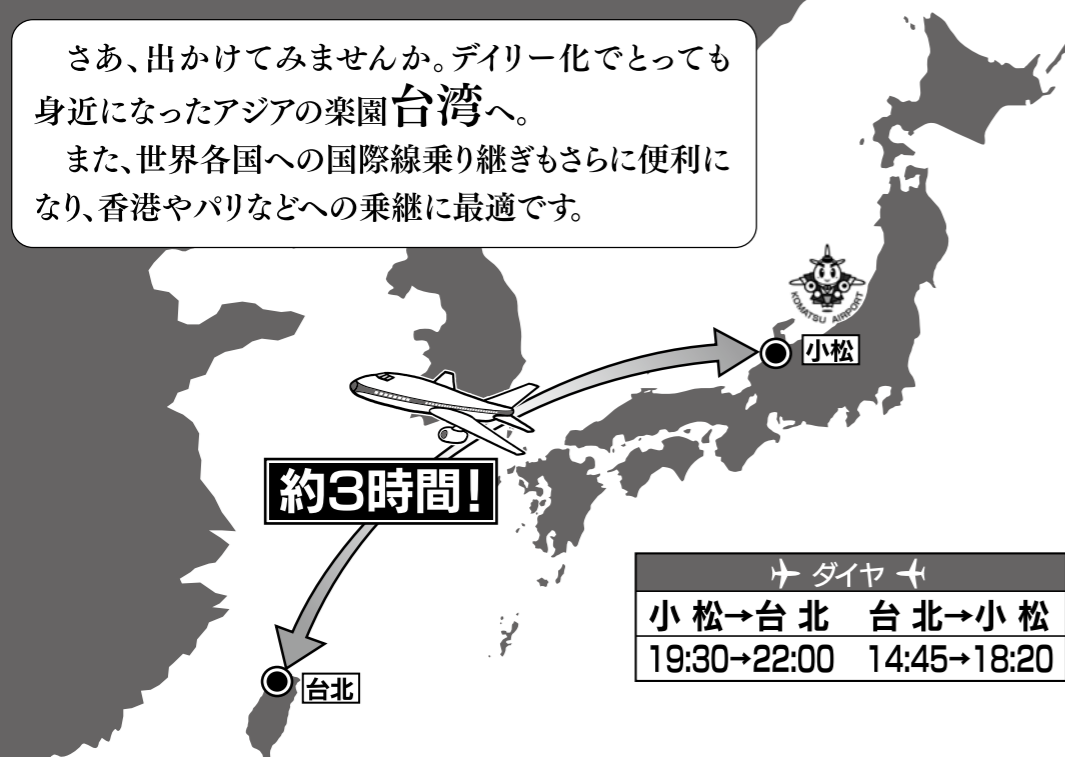 さあ、出かけてみませんか。デイリー化でとっても
身近になったアジアの楽園台湾へ。
また、世界各国への国際線乗り継ぎもさらに便利に
なり、香港やパリなどへの乗継に最適です。
KOMATSU AIRPORT
小松
約3時間!
台北
ダイヤ
小松→台北 台北→小松
19:30→22:00 14:45→18:20